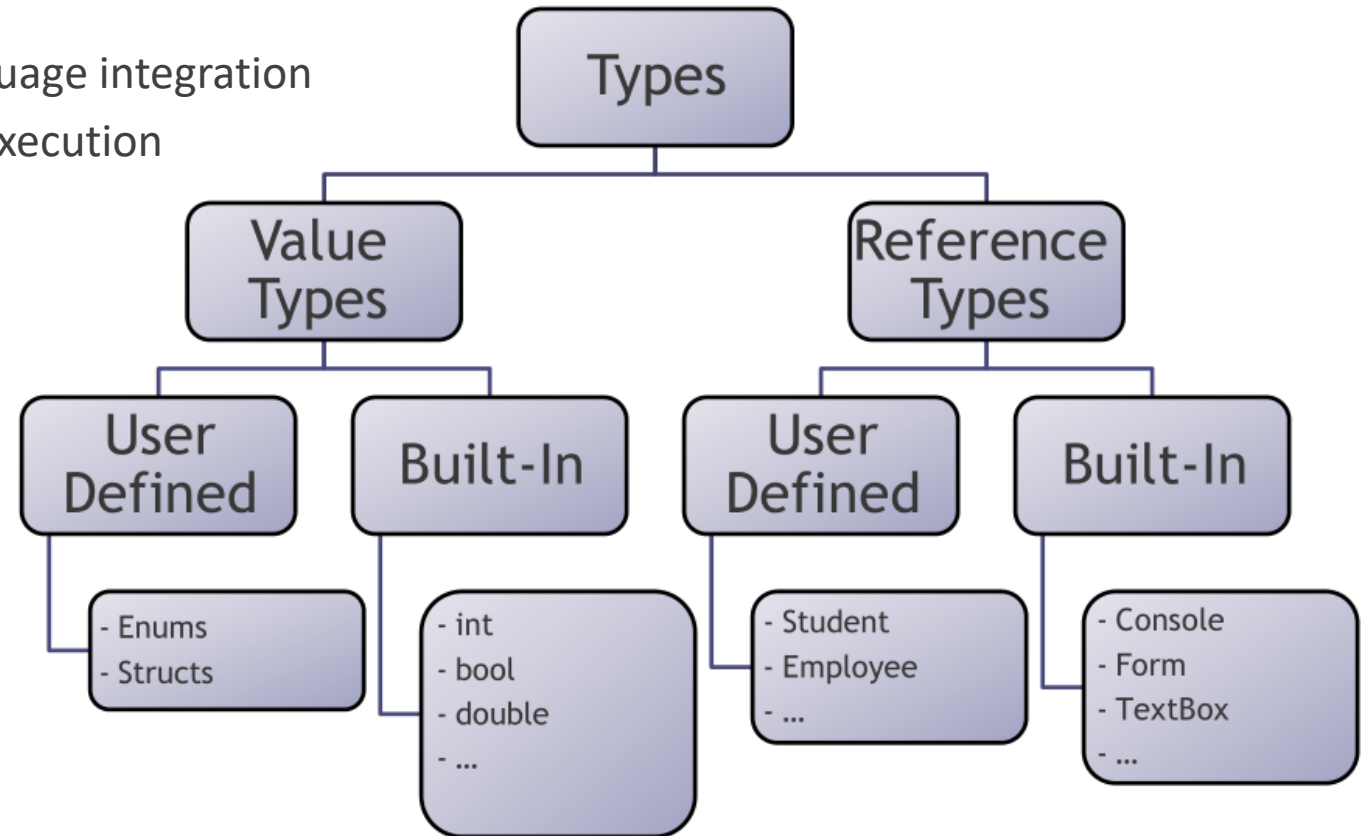 uage integration
xecution
Types
Value
Types
Reference
Types
User
Defined
Built-In
User
Defined
Built-In
- Enums
- Structs
- int
- bool
- double
- ...
- Student
- Employee
- ...
- Console
- Form
- TextBox
- ...